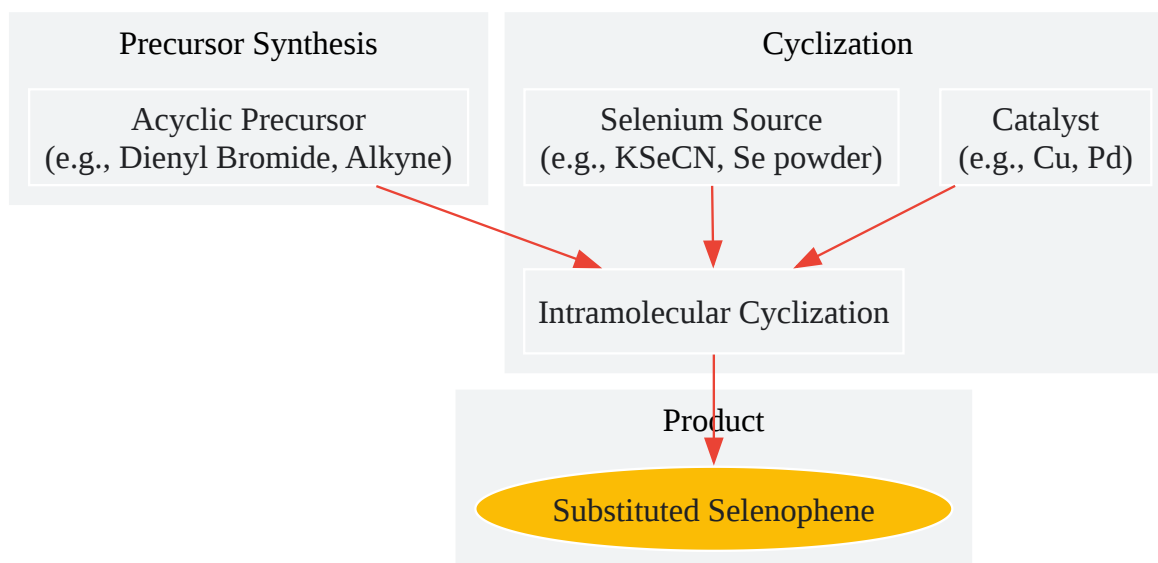 Precursor Synthesis
Cyclization
Acyclic Precursor
(e.g., Dienyl Bromide, Alkyne)
Selenium Source
(e.g., KSeCN, Se powder)
Catalyst
(e.g., Cu, Pd)
Intramolecular Cyclization
Product
Substituted Selenophene